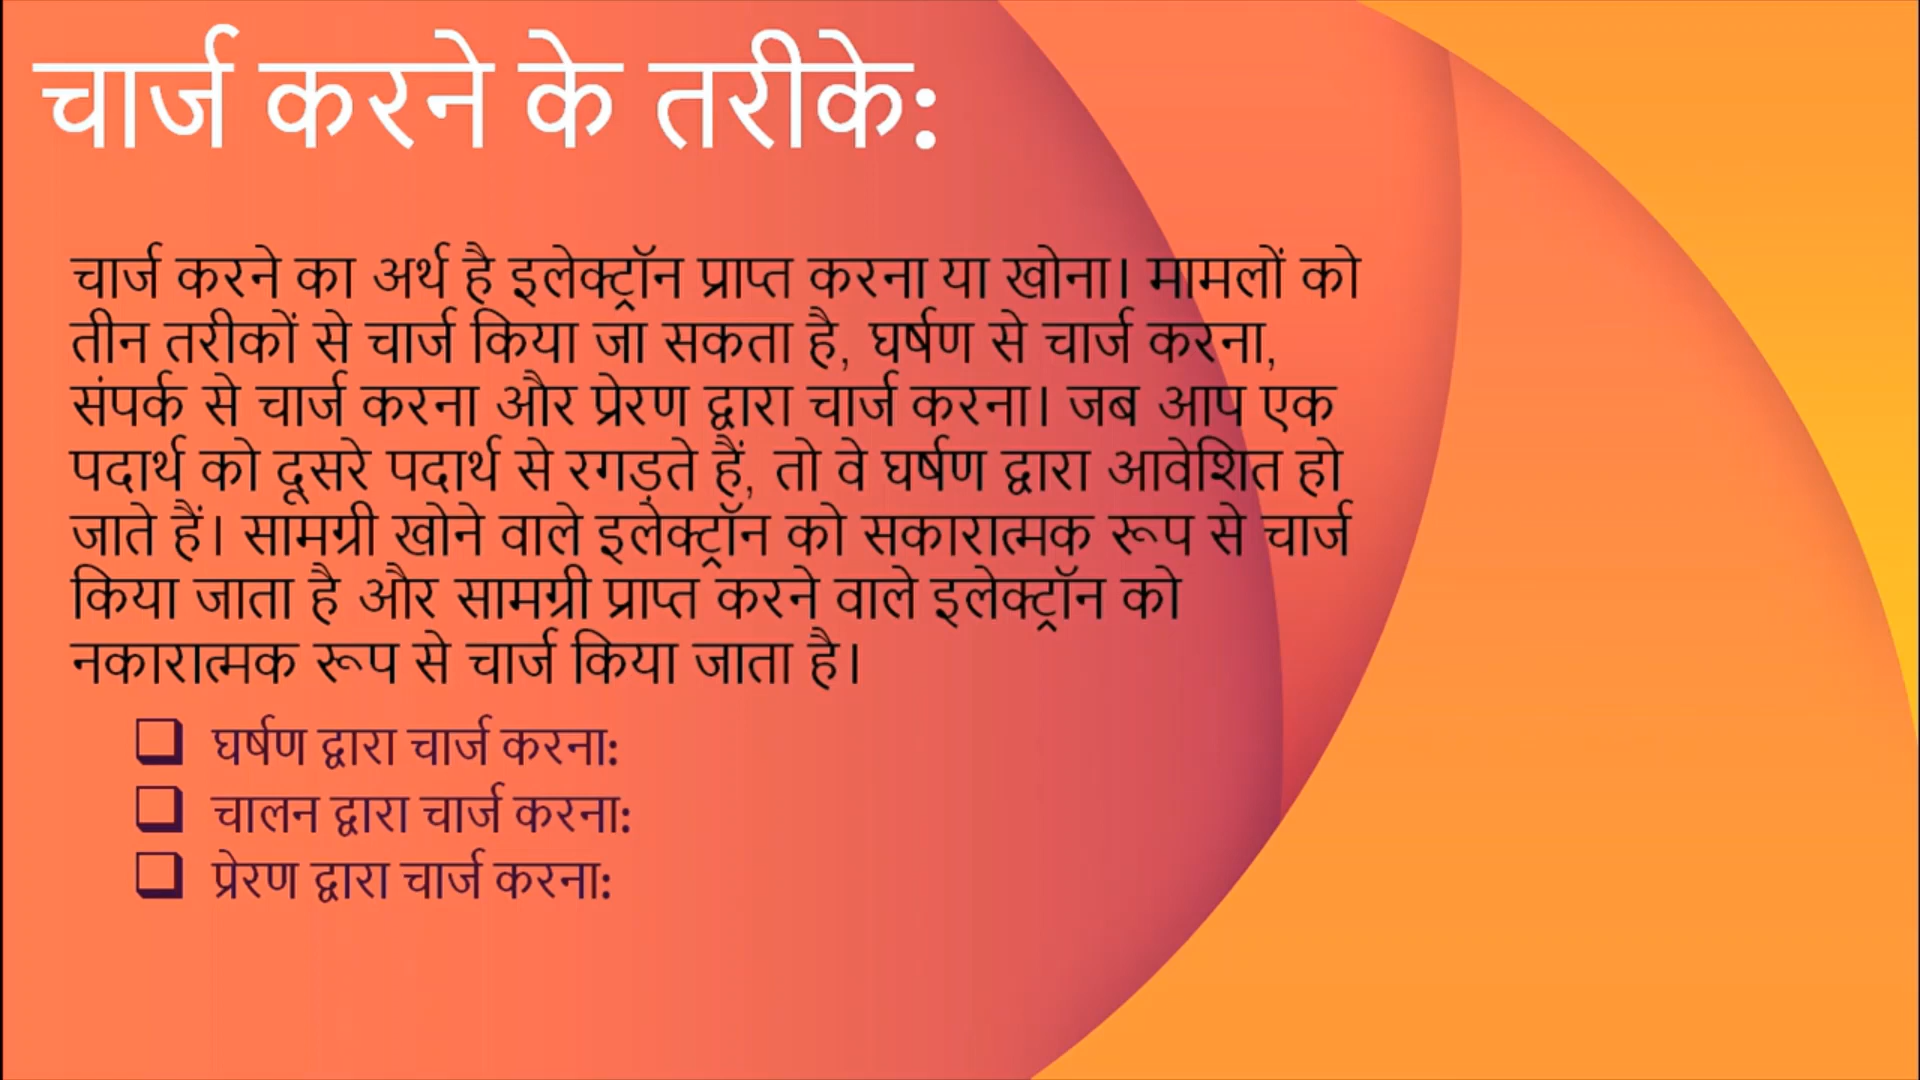 चार्ज करने के तरीके:
चार्ज करने का अर्थ है इलेक्ट्रॉन प्राप्त करना या खोना। मामलों को
तीन तरीकों से चार्ज किया जा सकता है, घर्षण से चार्ज करना,
संपर्क से चार्ज करना और प्रेरण द्वारा चार्ज करना। जब आप एक
पदार्थ को दूसरे पदार्थ से रगड़ते हैं, तो वे घर्षण द्वारा आवेशित हो
जाते हैं। सामग्री खोने वाले इलेक्ट्रॉन को सकारात्मक रूप से चार्ज
किया जाता है और सामग्री प्राप्त करने वाले इलेक्ट्रॉन को
नकारात्मक रूप से चार्ज किया जाता है।
❑ घर्षण द्वारा चार्ज करना:
❑ चालन द्वारा चार्ज करना:
❑ प्रेरण द्वारा चार्ज करना: